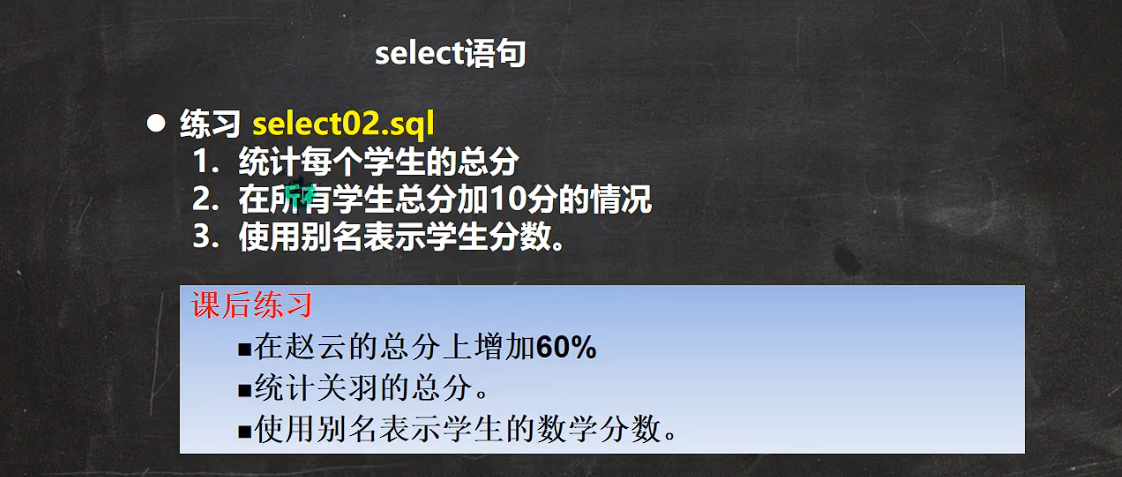 select语句
● 练习 select02.sql
1. 统计每个学生的总分
2. 在所有学生总分加10分的情况
3. 使用别名表示学生分数。
课后练习
■在赵云的总分上增加60%
■统计关羽的总分。
■使用别名表示学生的数学分数。